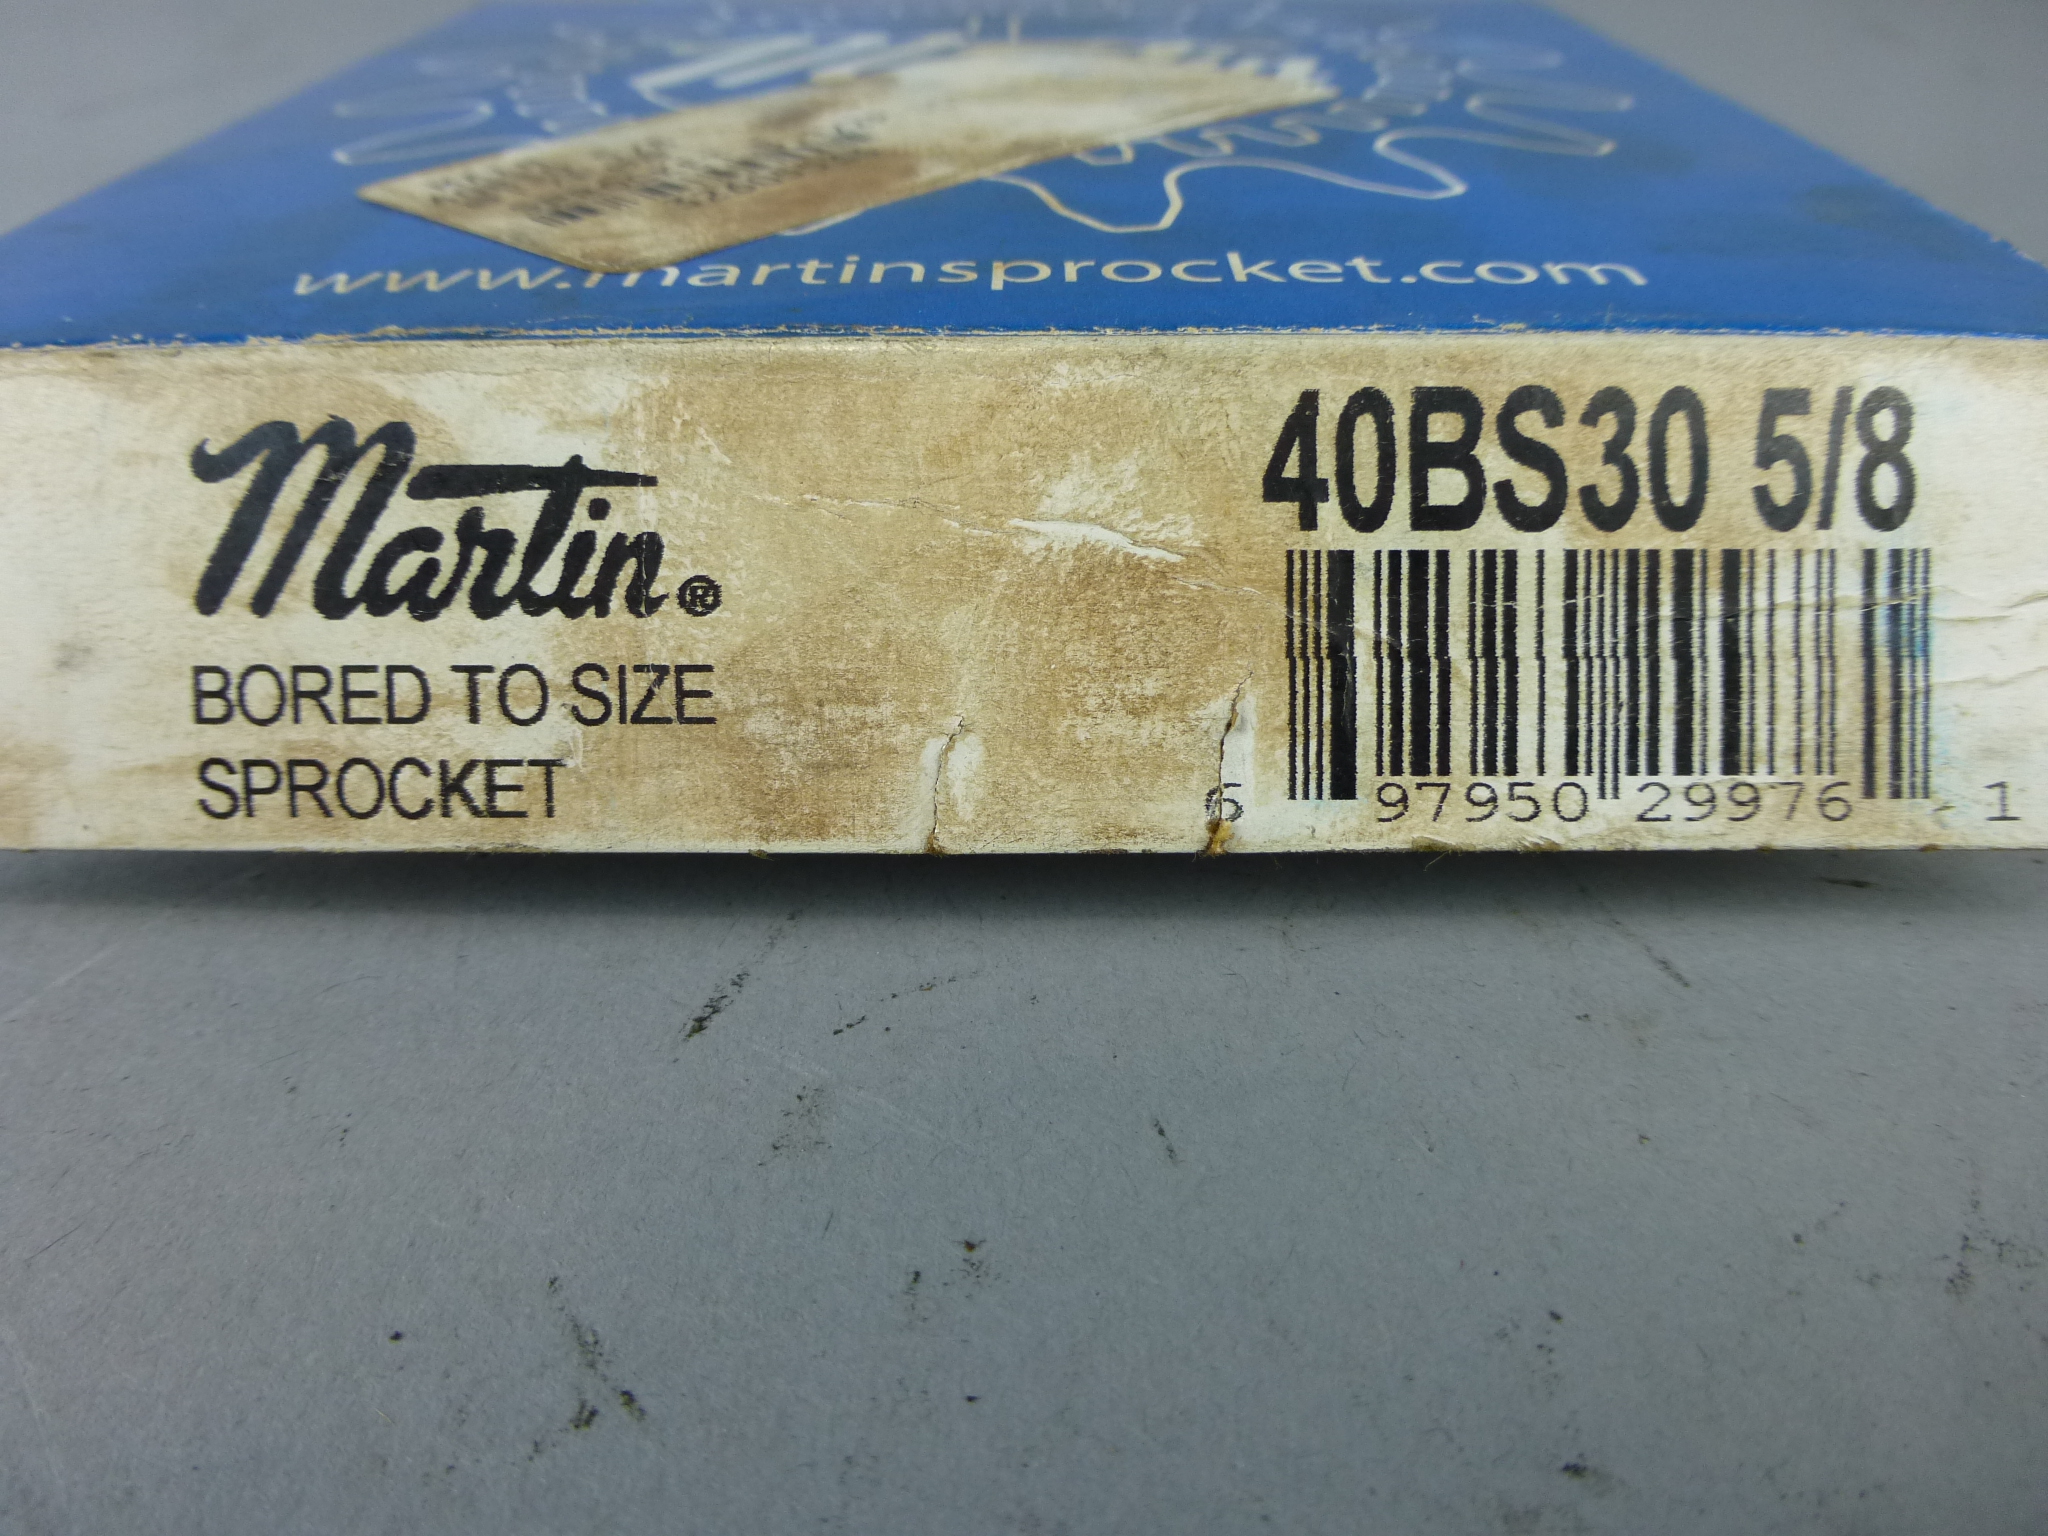 www.martinsprocket.com
Martin®
BORED TO SIZE
SPROCKET
40BS30 5/8
6 97950 29976 1